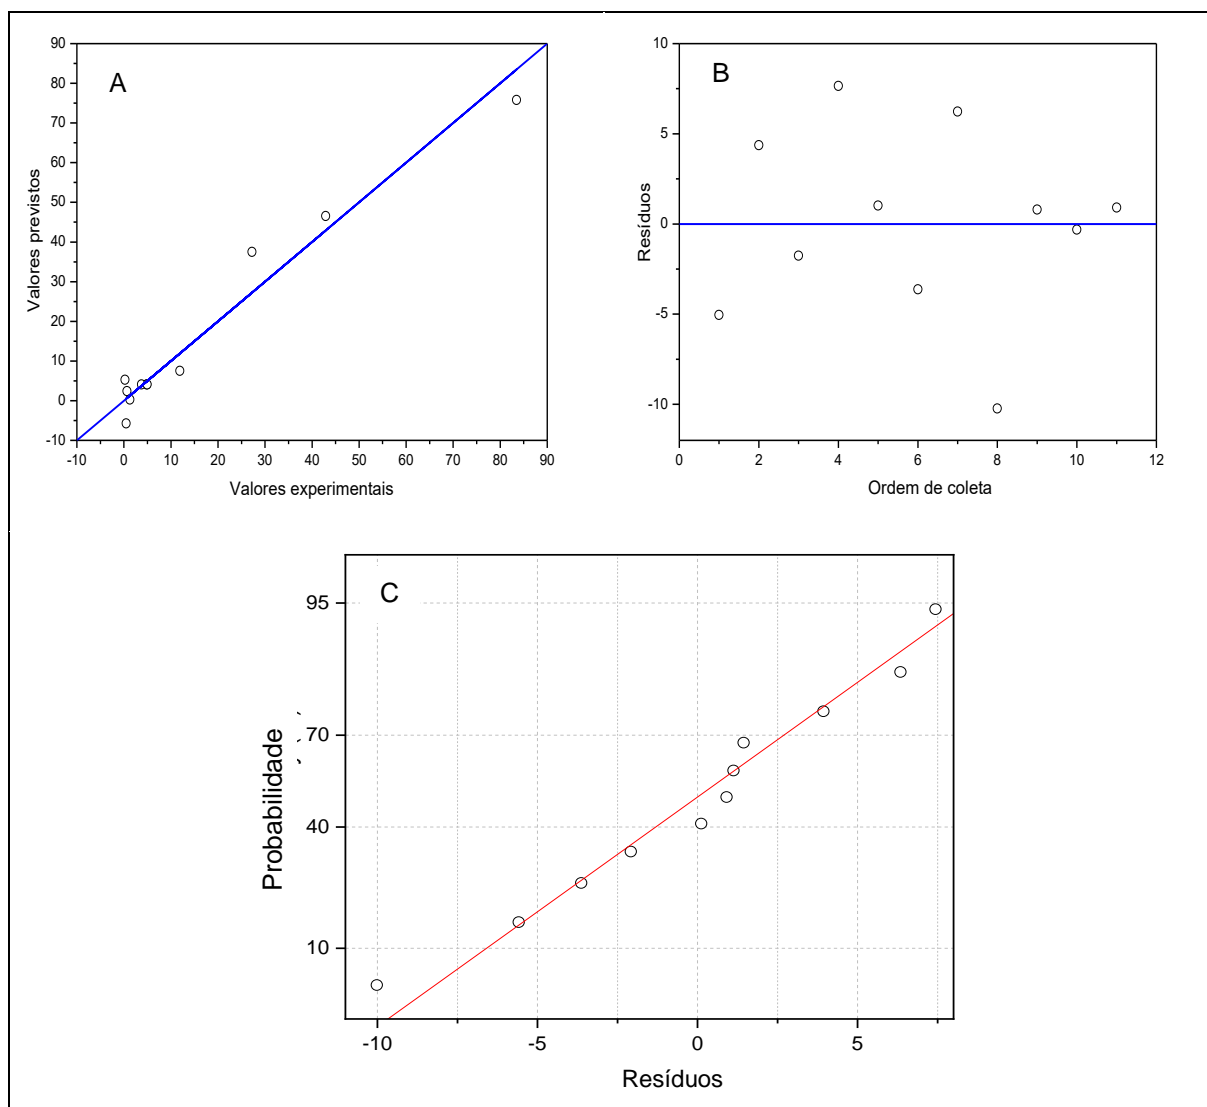 A
90
80
70
60
50
40
30
20
10
0
-10
Valores previstos
-10 0 10 20 30 40 50 60 70 80 90
Valores experimentais
B
10
5
0
-5
-10
Resíduos
0 2 4 6 8 10 12
Ordem de coleta
C
95
70
40
10
Probabilidade
-10 -5 0 5
Resíduos